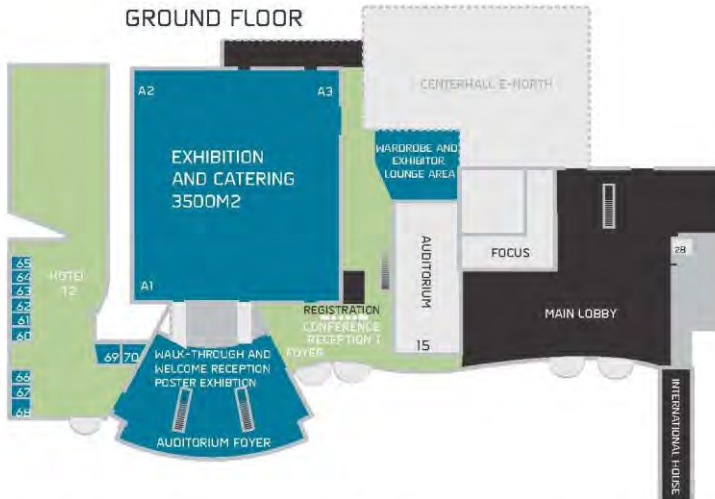 GROUND FLOOR
A2
A3
CENTERHALL E-NORTH
WARDROBE AND
EXHIBITOR
LOUNGE AREA
EXHIBITION
AND CATERING
3500M2
AUDITORIUM
15
FOCUS
28
MAIN LOBBY
65
64
63
62
61
60
HOTEL
12
A1
REGISTRATION
CONFERENCE
RECEPTION 1
FOYER
69 70
WALK-THROUGH AND
WELCOME RECEPTION
POSTER EXHIBTION
66
67
68
AUDITORIUM FOYER
INTERNATIONAL HOUSE